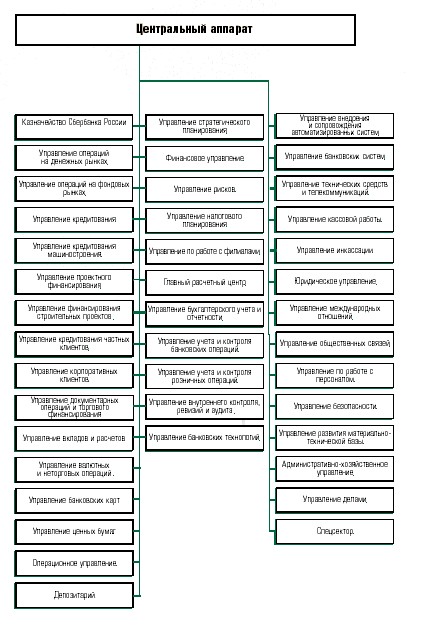 Центральный аппарат
Казначейство Сбербанка России
Управление операций
на денежных рынках.
Управление операций на фондовых
рынках.
Управление кредитования
Управление кредитования
машиностроения.
Управление проектного
финансирования
Управление финансирования
строительных проектов.
Управление кредитования частных
клиентов.
Управление корпоративных
клиентов.
Управление документарных
операций и торгового
финансирования
Управление вкладов и расчетов
Управление валютных
и неторговых операций.
Управление банковских карт
Управление ценных бумаг.
Операционное управление.
Депозитарий.
Управление стратегического
планирования.
Финансовое управление.
Управление рисков.
Управление налогового
планирования
Управление по работе с филиалами.
Главный расчетный центр
Управление бухгалтерского учета и
отчетности.
Управление учета и контроля
банковских операций.
Управление учета и контроля
розничных операций.
Управление внутреннего контроля,
ревизий и аудита.
Управление банковских технологий.
Управление внедрения
и сопровождения
автоматизированных систем
Управление банковских систем
Управление технических средств
и телекоммуникаций.
Управление кассовой работы.
Управление инкассации
Юридическое управление.
Управление международных
отношений.
Управление общественных связей.
Управление по работе с
персоналом.
Управление безопасности.
Управление развития материально-
технической базы.
Административно-хозяйственное
управление.
Управление делами.
Спецсектор.